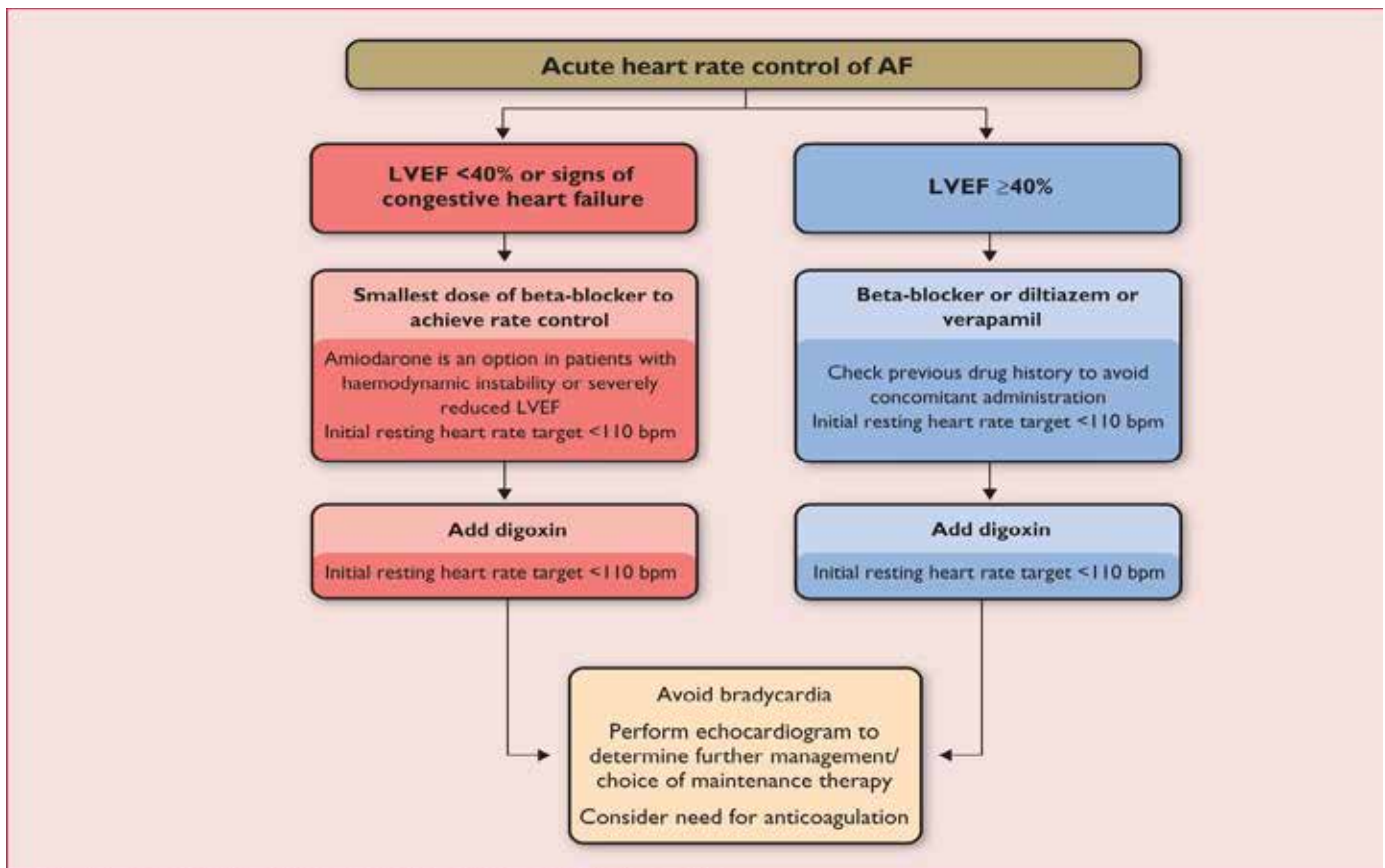 Acute heart rate control of AF
LVEF <40% or signs of
congestive heart failure
LVEF ≥40%
Smallest dose of beta-blocker to
achieve rate control
Amiodarone is an option in patients with
haemodynamic instability or severely
reduced LVEF
Initial resting heart rate target <110 bpm
Beta-blocker or diltiazem or
verapamil
Check previous drug history to avoid
concomitant administration
Initial resting heart rate target <110 bpm
Add digoxin
Initial resting heart rate target <110 bpm
Add digoxin
Initial resting heart rate target <110 bpm
Avoid bradycardia
Perform echocardiogram to
determine further management/
choice of maintenance therapy
Consider need for anticoagulation